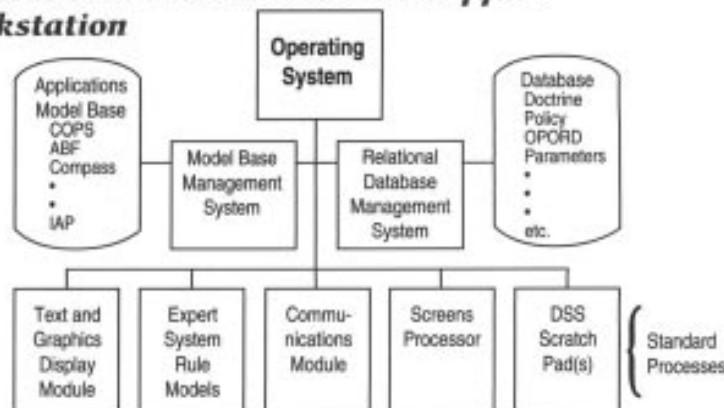 kstation
Operating
System
Applications
Model Base
COPS
ABF
Compass
•
•
IAP
Model Base
Management
System
Relational
Database
Management
System
Database
Doctrine
Policy
OPORD
Parameters
•
•
•
etc.
Text and
Graphics
Display
Module
Expert
System
Rule
Models
Commu-
nications
Module
Screens
Processor
DSS
Scratch
Pad(s)
Standard
Processes